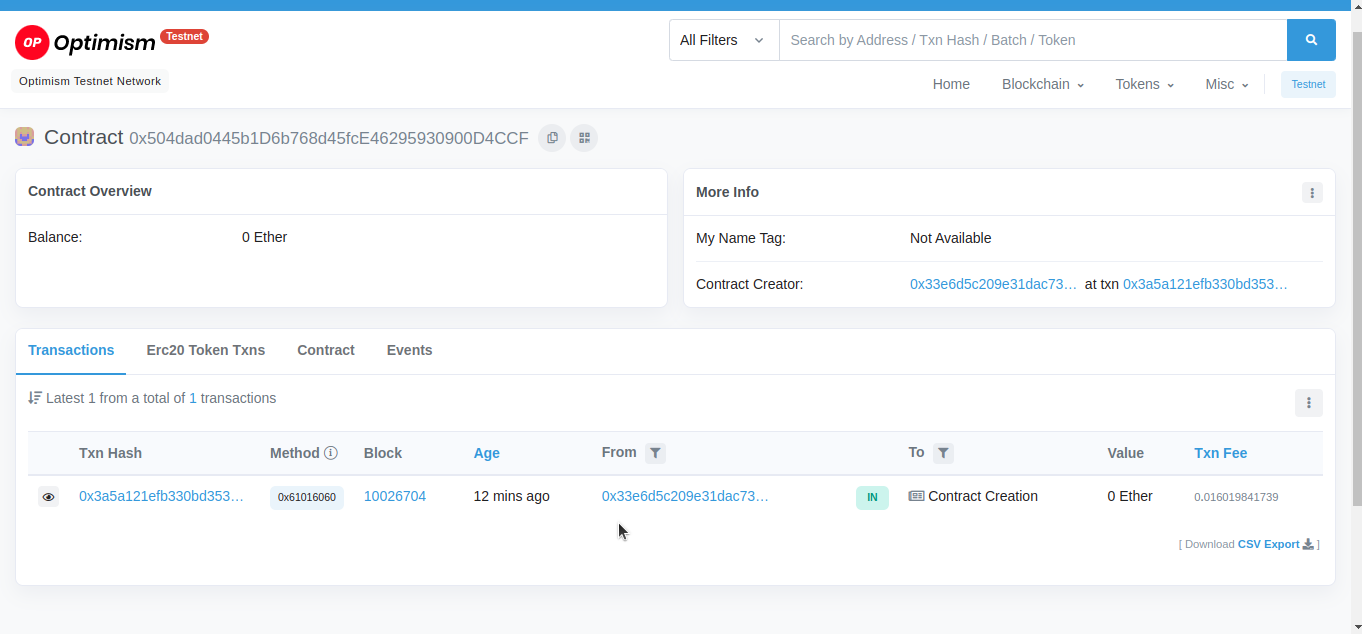 OP Optimism Testnet
All Filters Search by Address / Txn Hash / Batch / Token
Optimism Testnet Network
Home Blockchain Tokens Misc Testnet
Contract 0x504dad0445b1D6b768d45fcE46295930900D4CCF
Contract Overview
Balance: 0 Ether
More Info
My Name Tag: Not Available
Contract Creator: 0x33e6d5c209e31dac73... at txn 0x3a5a121efb330bd353...
Transactions Erc20 Token Txns Contract Events
Latest 1 from a total of 1 transactions
Txn Hash Method Block Age From To Value Txn Fee
0x3a5a121efb330bd353... 0x61016060 10026704 12 mins ago 0x33e6d5c209e31dac73... IN Contract Creation 0 Ether 0.016019841739
[ Download CSV Export ]